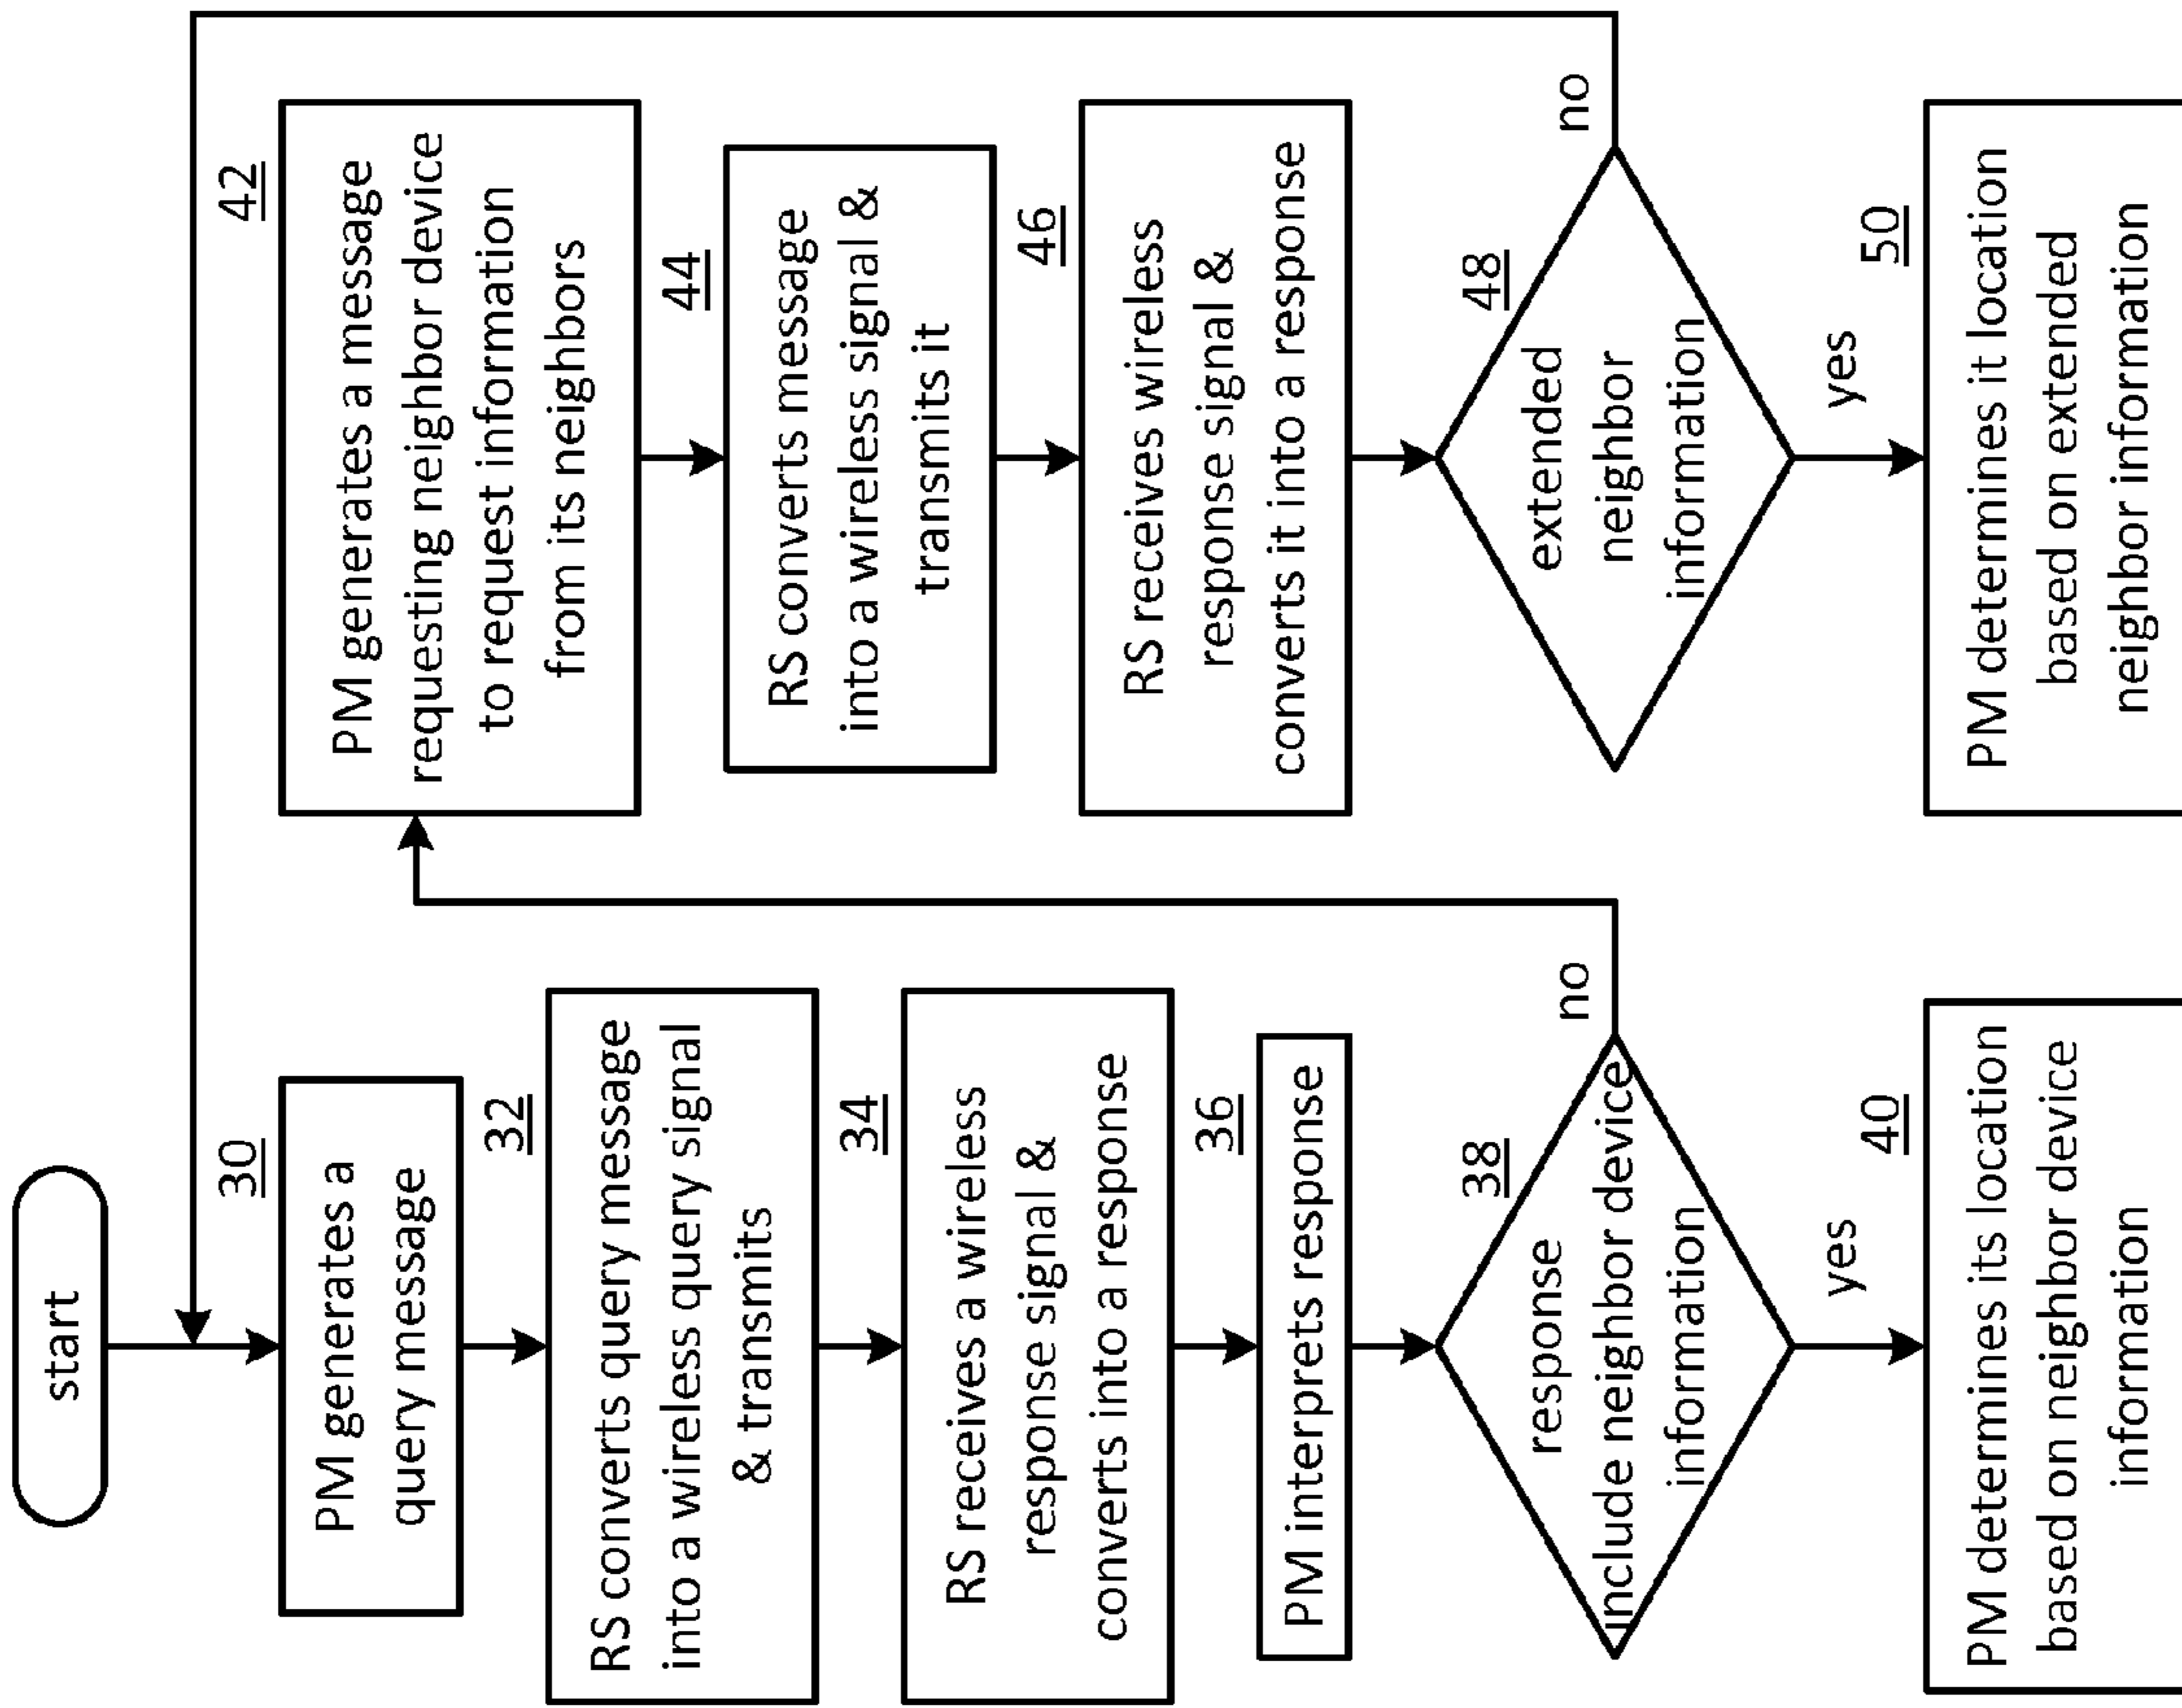 start
30
PM generates a
query message
32
RS converts query message
into a wireless query signal
& transmits
34
RS receives a wireless
response signal &
converts into a response
36
PM interprets response
38
response
include neighbor device
information
no
yes
40
PM determines its location
based on neighbor device
information
42
PM generates a message
requesting neighbor device
to request information
from its neighbors
44
RS converts message
into a wireless signal &
transmits it
46
RS receives wireless
response signal &
converts it into a response
48
extended
neighbor
information
no
yes
50
PM determines it location
based on extended
neighbor information